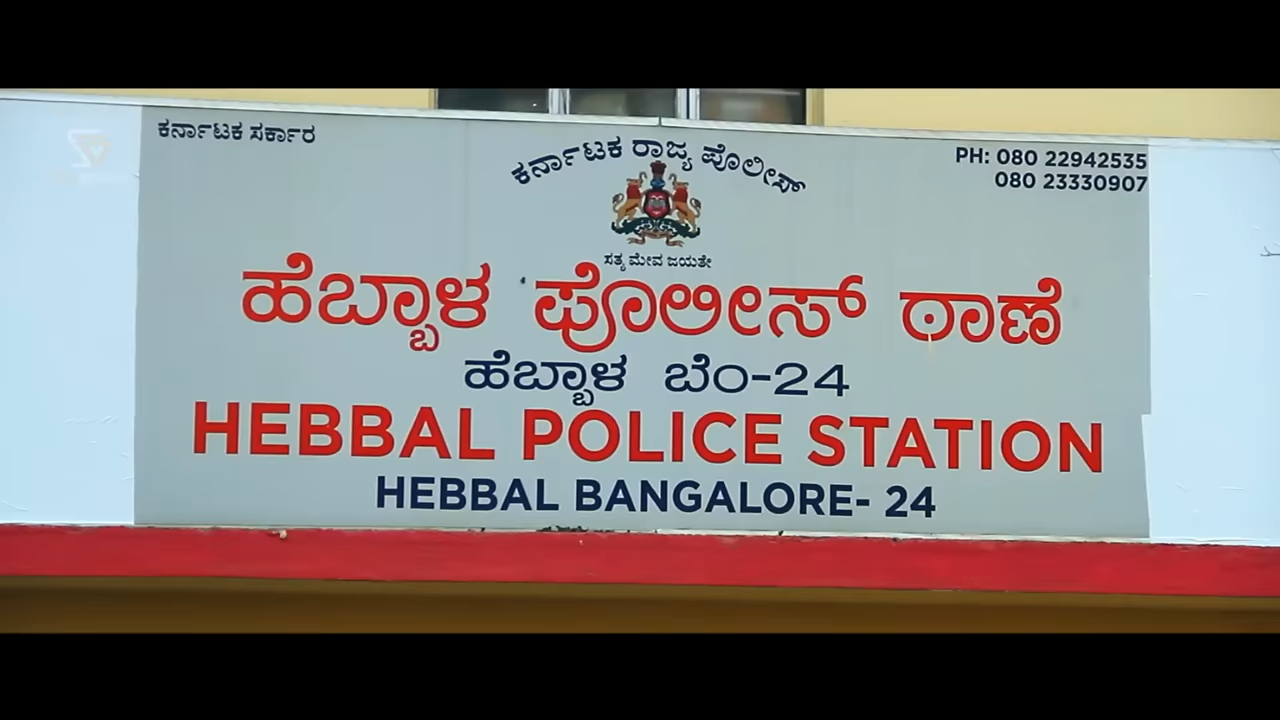 ಕರ್ನಾಟಕ ಸರ್ಕಾರ
ಕರ್ನಾಟಕ ರಾಜ್ಯ ಪೊಲೀಸ್
PH: 080 22942535
080 23330907
ಸತ್ಯ ಮೇವ ಜಯತೇ
ಹೆಬ್ಬಾಳ ಪೊಲೀಸ್ ಠಾಣೆ
ಹೆಬ್ಬಾಳ ಬೆಂ-24
HEBBAL POLICE STATION
HEBBAL BANGALORE- 24